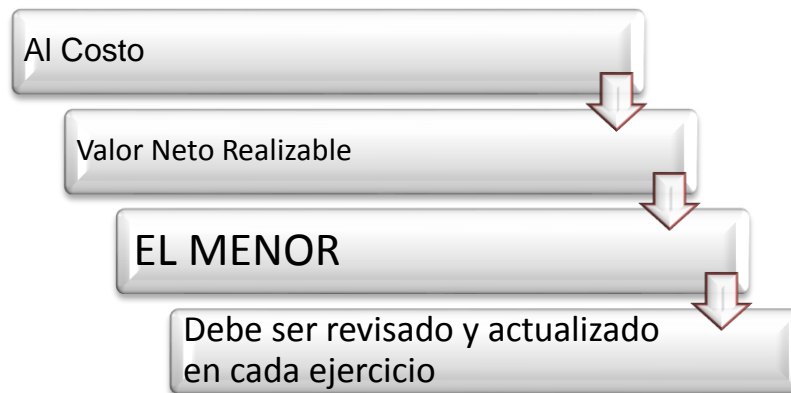 Al Costo
Valor Neto Realizable
EL MENOR
Debe ser revisado y actualizado
en cada ejercicio